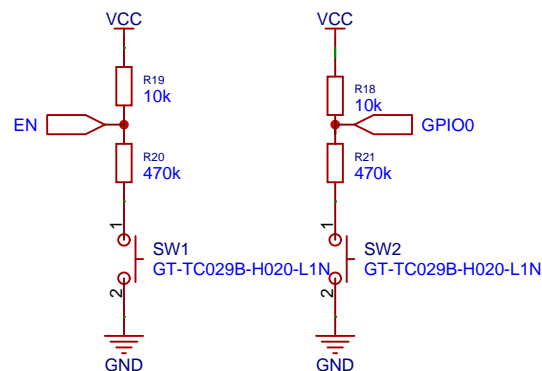 VCC
VCC
R19
10k
R18
10k
EN
GPIO0
R20
470k
R21
470k
1
1
SW1
GT-TC029B-H020-L1N
SW2
GT-TC029B-H020-L1N
2
2
GND
GND